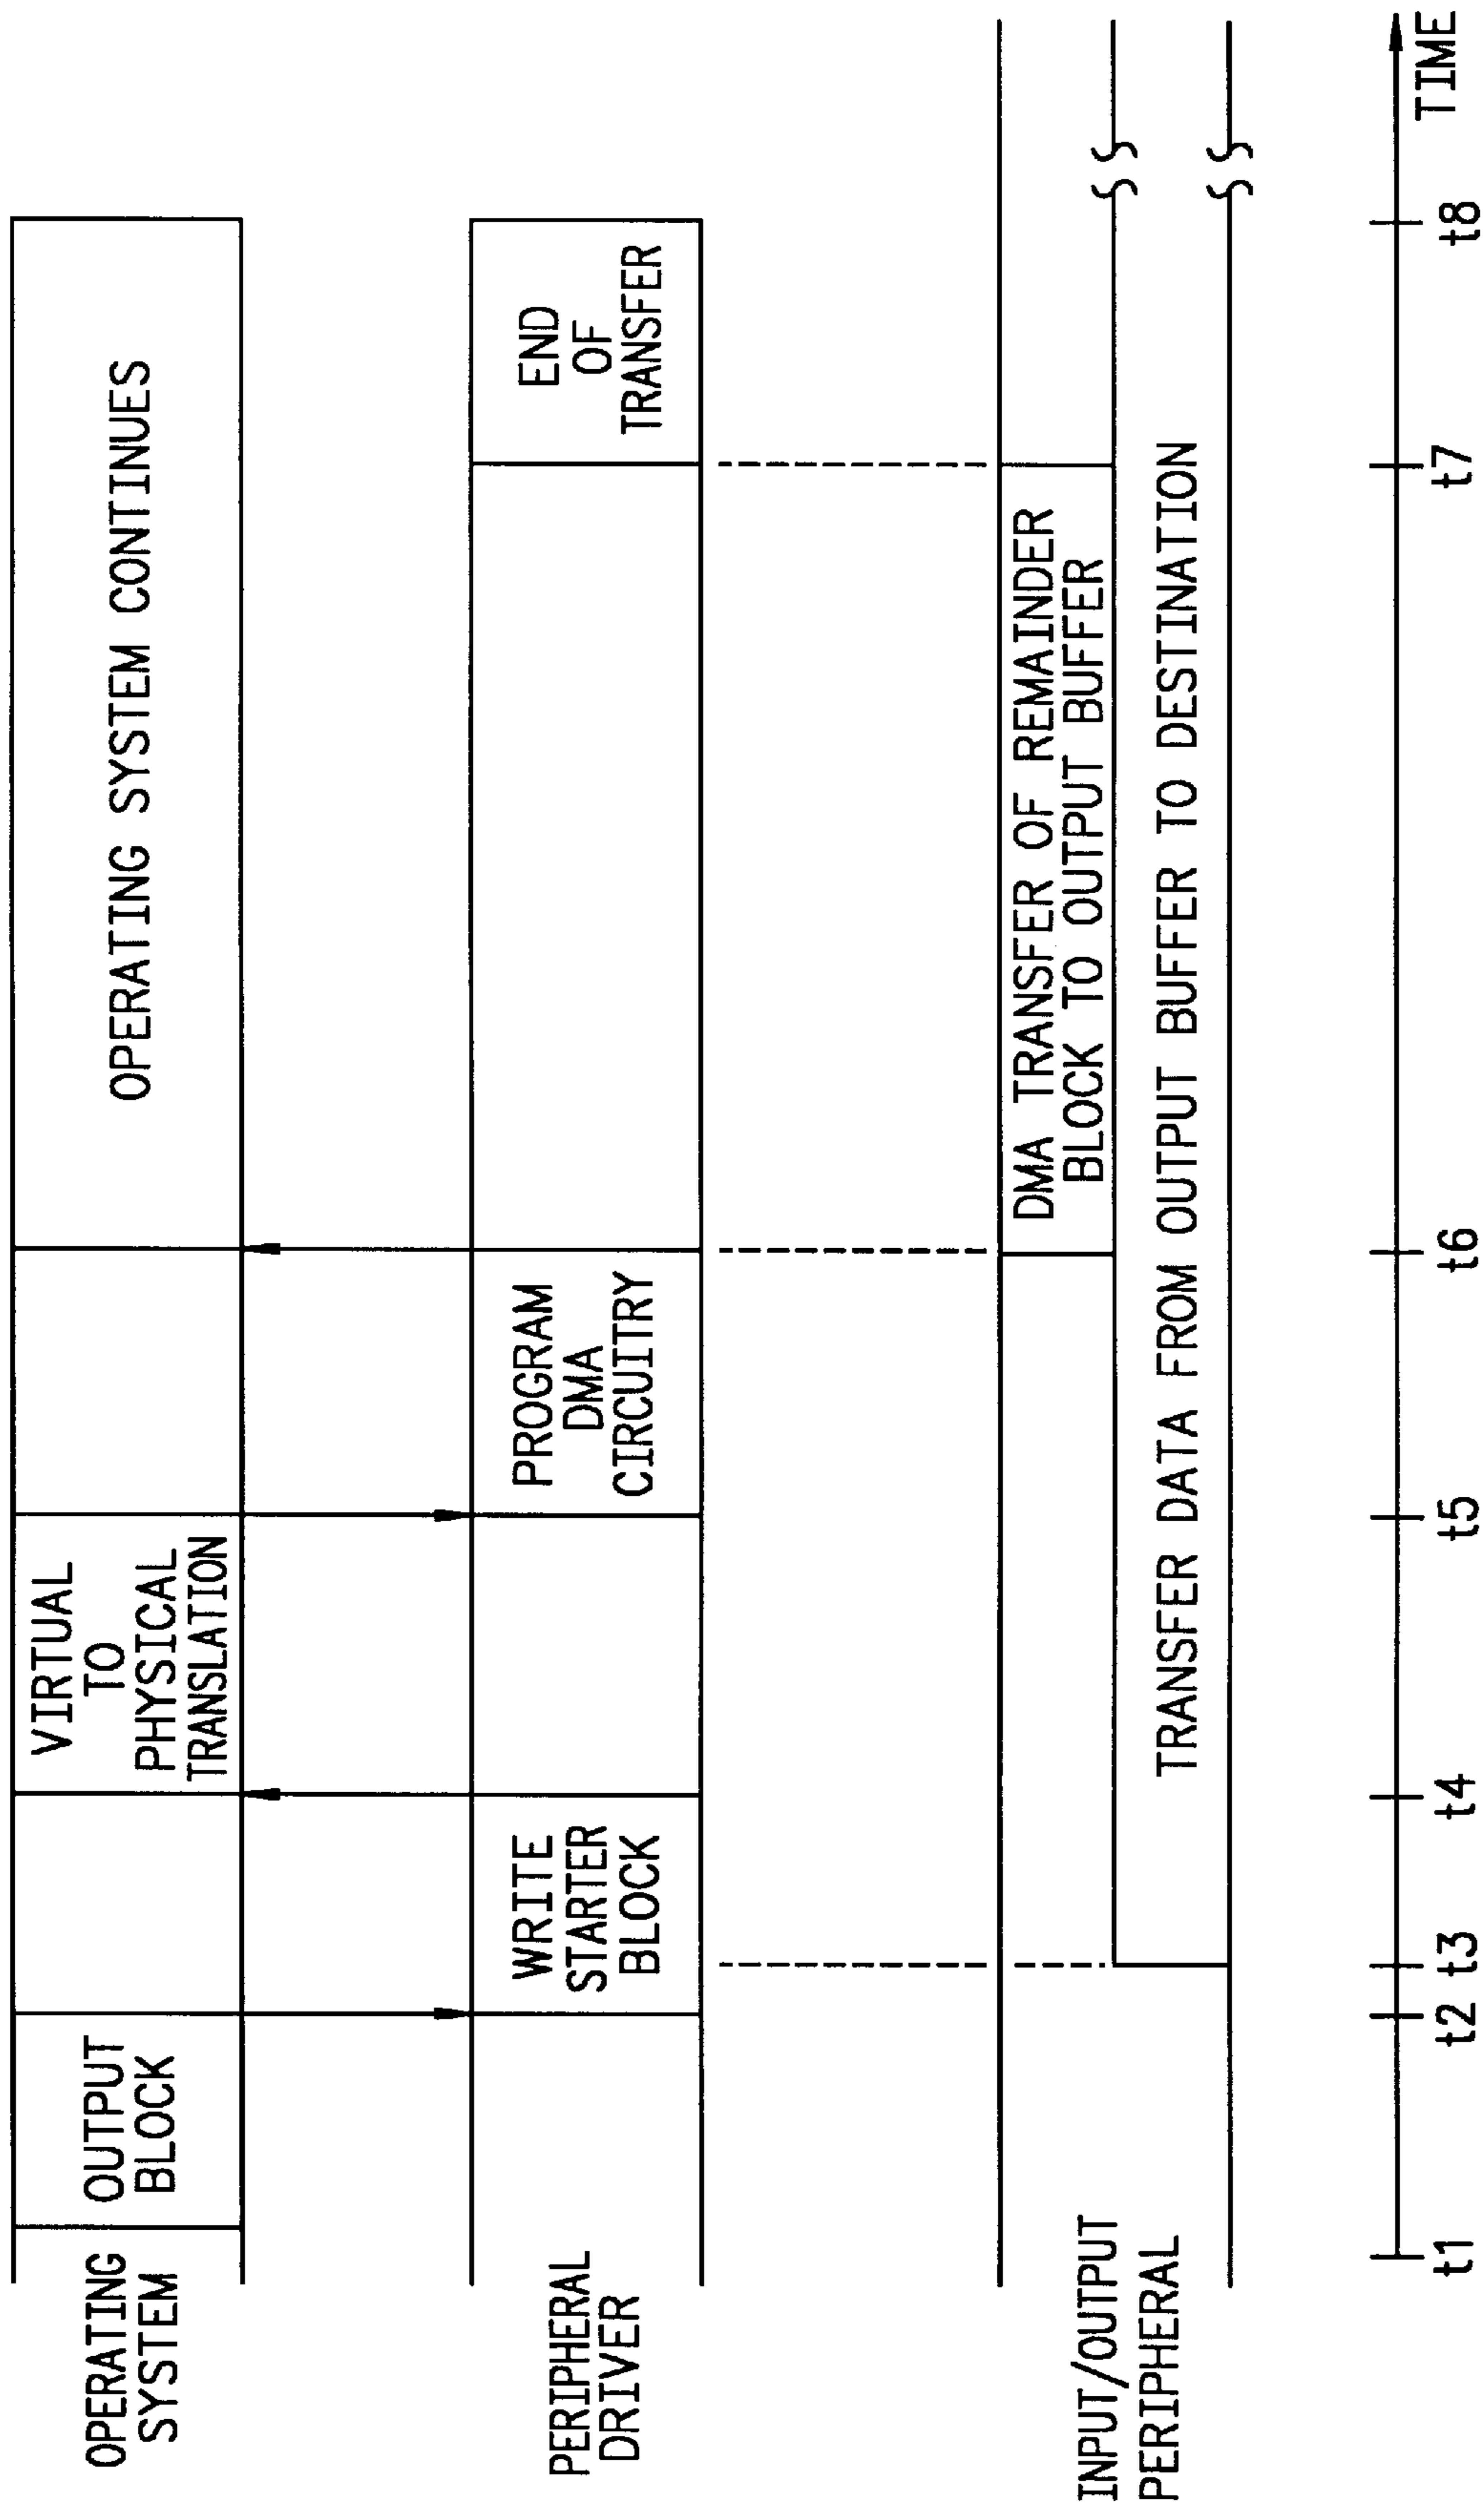 OPERATING
SYSTEM
OUTPUT
BLOCK
VIRTUAL
TO
PHYSICAL
TRANSLATION
OPERATING SYSTEM CONTINUES
PERIPHERAL
DRIVER
WRITE
STARTER
BLOCK
PROGRAM
DMA
CIRCUITRY
END
OF
TRANSFER
INPUT/OUTPUT
PERIPHERAL
DMA TRANSFER OF REMAINDER
BLOCK TO OUTPUT BUFFER
TRANSFER DATA FROM OUTPUT BUFFER TO DESTINATION
t1 t2 t3 t4 t5 t6 t7 t8 TIME